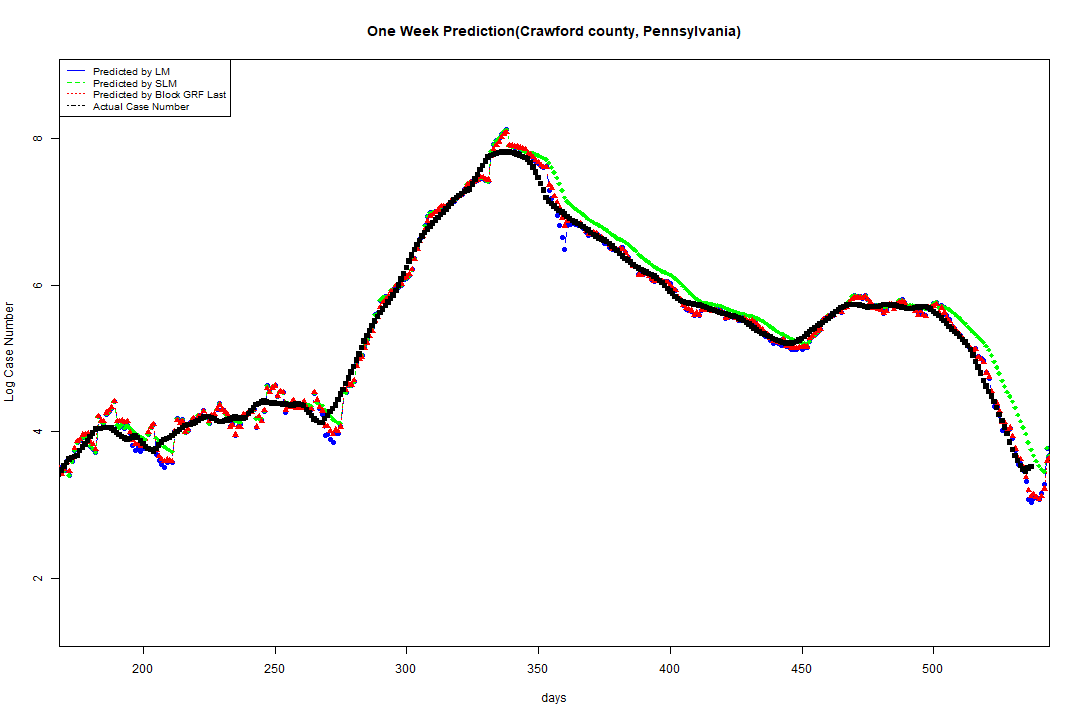 One Week Prediction(Crawford county, Pennsylvania)
Predicted by LM
Predicted by SLM
Predicted by Block GRF Last
Actual Case Number
8
6
4
2
Log Case Number
200 250 300 350 400 450 500
days